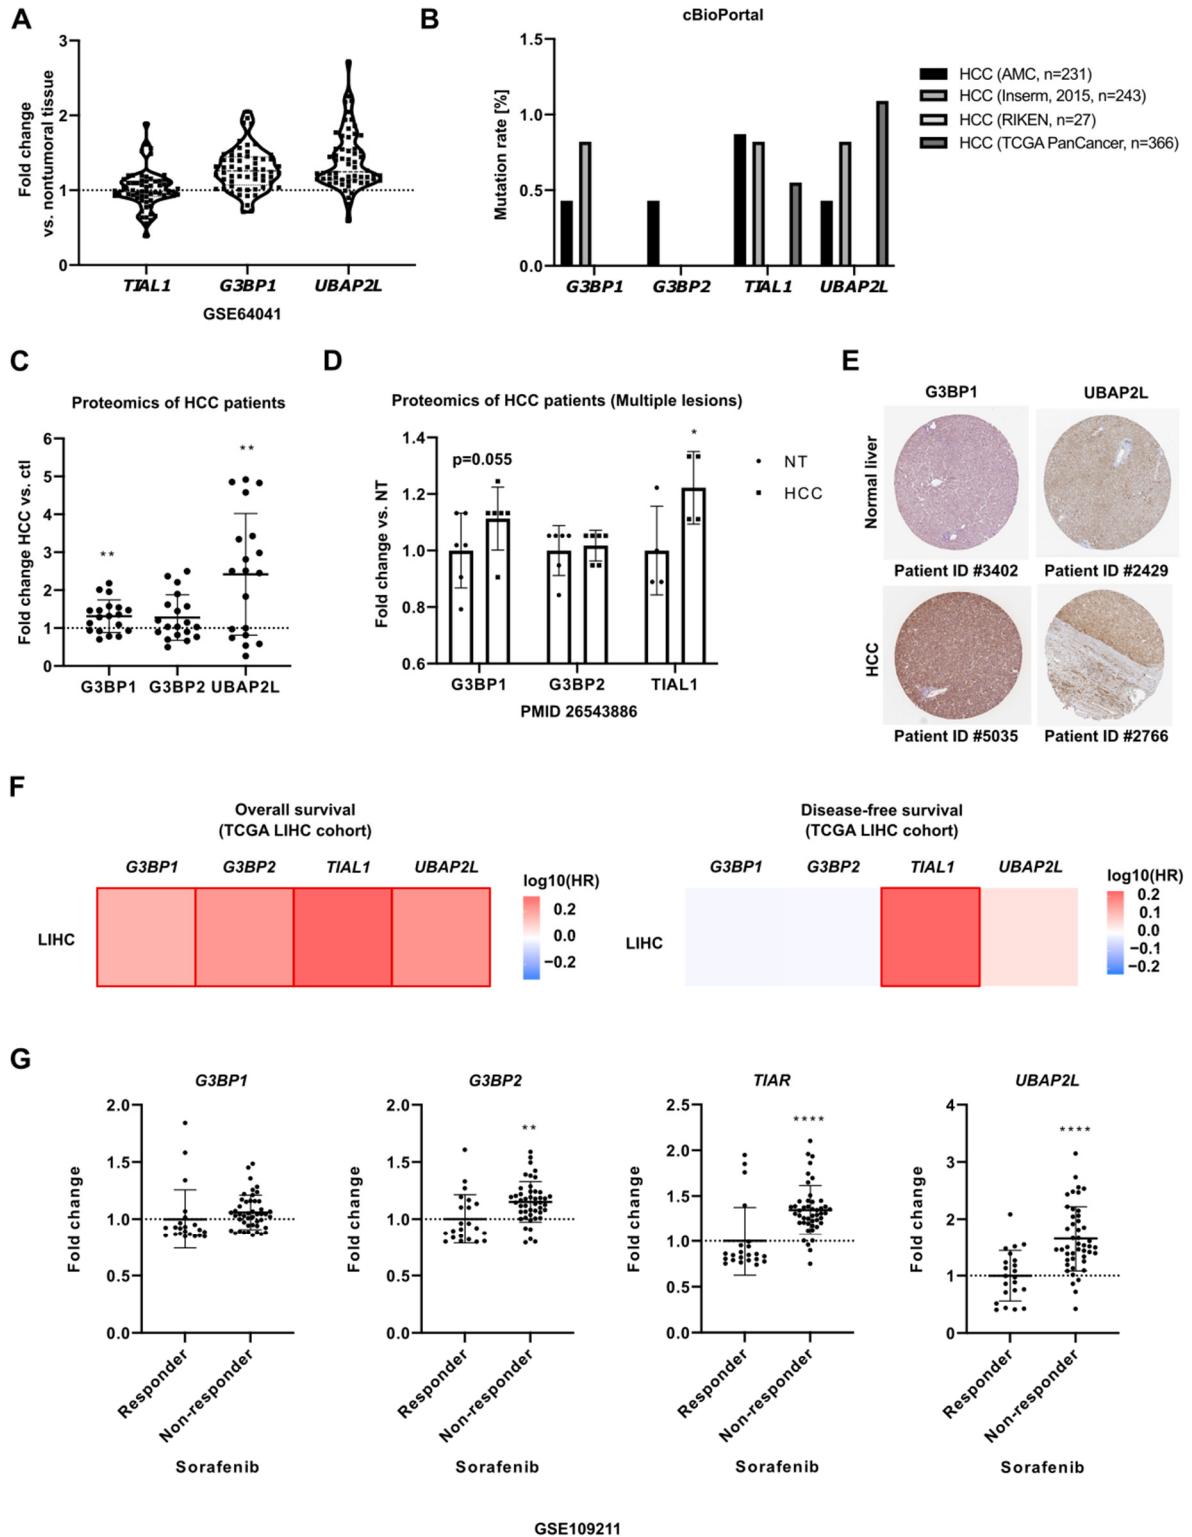 A
3
2
1
0
Fold change
vs. nontumoral tissue
TIAL1 G3BP1 UBAP2L
GSE64041
B
cBioPortal
1.5
1.0
0.5
0.0
Mutation rate [%]
G3BP1 G3BP2 TIAL1 UBAP2L
HCC (AMC, n=231)
HCC (Inserm, 2015, n=243)
HCC (RIKEN, n=27)
HCC (TCGA PanCancer, n=366)
C
Proteomics of HCC patients
6
5
4
3
2
1
0
Fold change HCC vs. ctl
**
**
G3BP1 G3BP2 UBAP2L
D
Proteomics of HCC patients (Multiple lesions)
1.4
1.2
1.0
0.8
0.6
Fold change vs. NT
p=0.055
*
NT
HCC
G3BP1 G3BP2 TIAL1
PMID 26543886
E
G3BP1 UBAP2L
Normal liver
Patient ID #3402 Patient ID #2429
HCC
Patient ID #5035 Patient ID #2766
F
Overall survival
(TCGA LIHC cohort)
G3BP1 G3BP2 TIAL1 UBAP2L
LIHC
log10(HR)
0.2
0.0
−0.2
Disease-free survival
(TCGA LIHC cohort)
G3BP1 G3BP2 TIAL1 UBAP2L
LIHC
log10(HR)
0.2
0.1
0.0
−0.1
−0.2
G
G3BP1
2.0
1.5
1.0
0.5
0.0
Fold change
Responder
Non-responder
Sorafenib
G3BP2
2.0
1.5
1.0
0.5
0.0
Fold change
**
Responder
Non-responder
Sorafenib
TIAR
2.5
2.0
1.5
1.0
0.5
0.0
Fold change
****
Responder
Non-responder
Sorafenib
UBAP2L
4
3
2
1
0
Fold change
****
Responder
Non-responder
Sorafenib
GSE109211